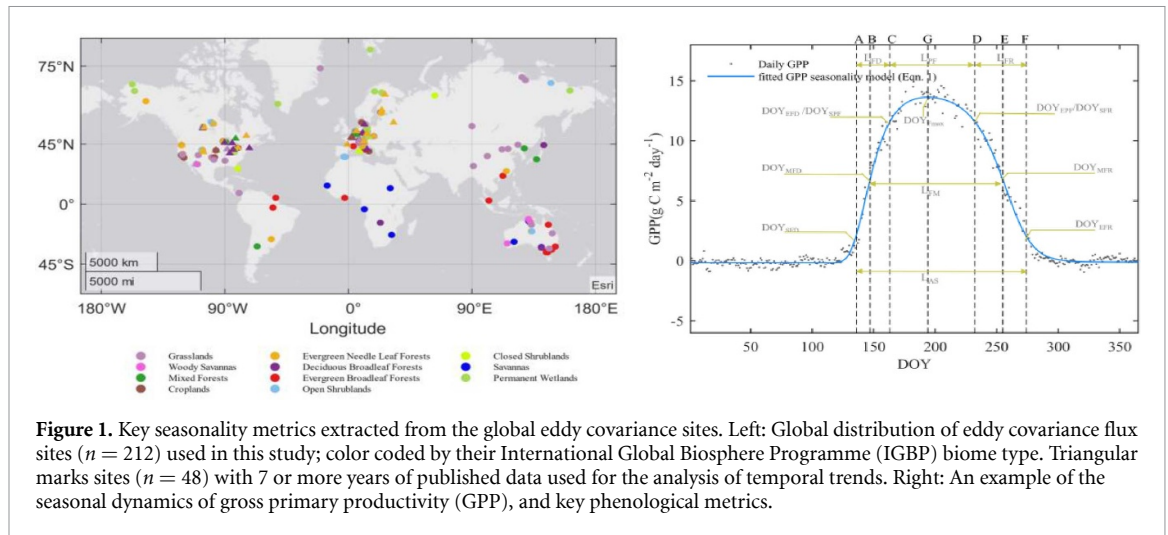 75°N
45°N
0°
45°S
5000 km
5000 mi
Esri
180°W
90°W
0°
90°E
180°E
Longitude
Grasslands
Woody Savannas
Mixed Forests
Croplands
Evergreen Needle Leaf Forests
Deciduous Broadleaf Forests
Evergreen Broadleaf Forests
Open Shrublands
Closed Shrublands
Savannas
Permanent Wetlands
A B C G D E F
Daily GPP
fitted GPP seasonality model (Eqn. 1)
L_PF
L_FR
DOY_EFD/DOY_SPF
DOY_EPF/DOY_SFR
DOY_MFD
DOY_MFR
L_FM
DOY_SFD
DOY_EFR
L_AS
GPP(g C m⁻² day⁻¹)
15
10
5
0
-5
50
100
150
200
250
300
350
DOY
Figure 1. Key seasonality metrics extracted from the global eddy covariance sites. Left: Global distribution of eddy covariance flux
sites (n = 212) used in this study; color coded by their International Global Biosphere Programme (IGBP) biome type. Triangular
marks sites (n = 48) with 7 or more years of published data used for the analysis of temporal trends. Right: An example of the
seasonal dynamics of gross primary productivity (GPP), and key phenological metrics.